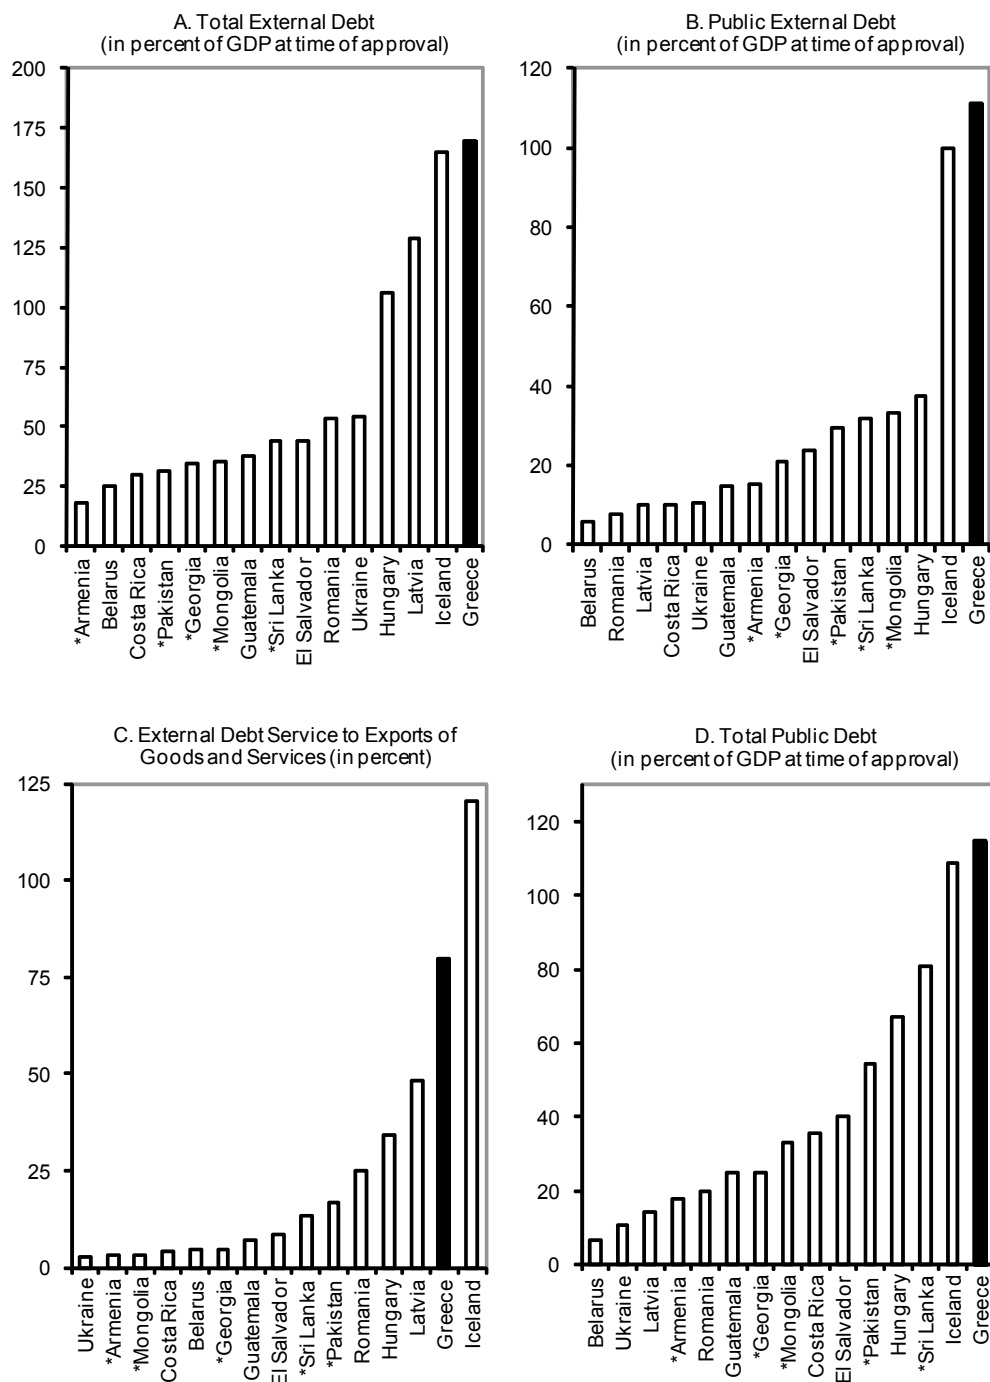 A. Total External Debt
(in percent of GDP at time of approval)
200
175
150
125
100
75
50
25
0
*Armenia
Belarus
Costa Rica
*Pakistan
*Georgia
*Mongolia
Guatemala
*Sri Lanka
El Salvador
Romania
Ukraine
Hungary
Latvia
Iceland
Greece
B. Public External Debt
(in percent of GDP at time of approval)
120
100
80
60
40
20
0
Belarus
Romania
Latvia
Costa Rica
Ukraine
Guatemala
*Armenia
*Georgia
El Salvador
*Pakistan
*Sri Lanka
*Mongolia
Hungary
Iceland
Greece
C. External Debt Service to Exports of
Goods and Services (in percent)
125
100
75
50
25
0
Ukraine
*Armenia
*Mongolia
Costa Rica
Belarus
*Georgia
Guatemala
El Salvador
*Sri Lanka
*Pakistan
Romania
Hungary
Latvia
Greece
Iceland
D. Total Public Debt
(in percent of GDP at time of approval)
120
100
80
60
40
20
0
Belarus
Ukraine
Latvia
*Armenia
Romania
Guatemala
*Georgia
*Mongolia
Costa Rica
El Salvador
*Pakistan
Hungary
*Sri Lanka
Iceland
Greece